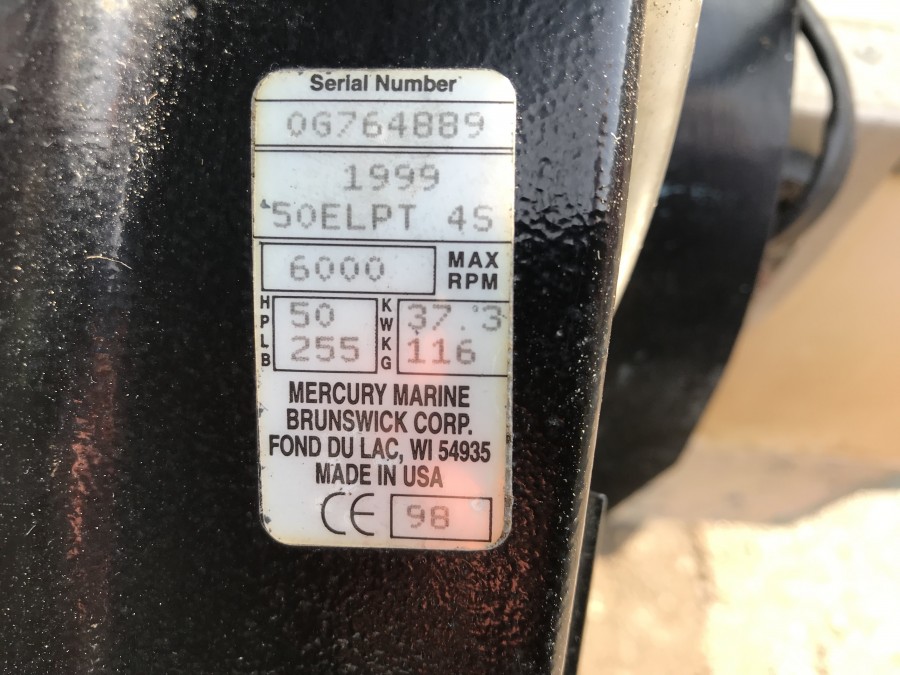 Serial Number
0G764889
1999
50ELPT 4S
6000 MAX RPM
HP 50 KW 37.3
LB 255 KG 116
MERCURY MARINE
BRUNSWICK CORP.
FOND DU LAC, WI 54935
MADE IN USA
CE 98